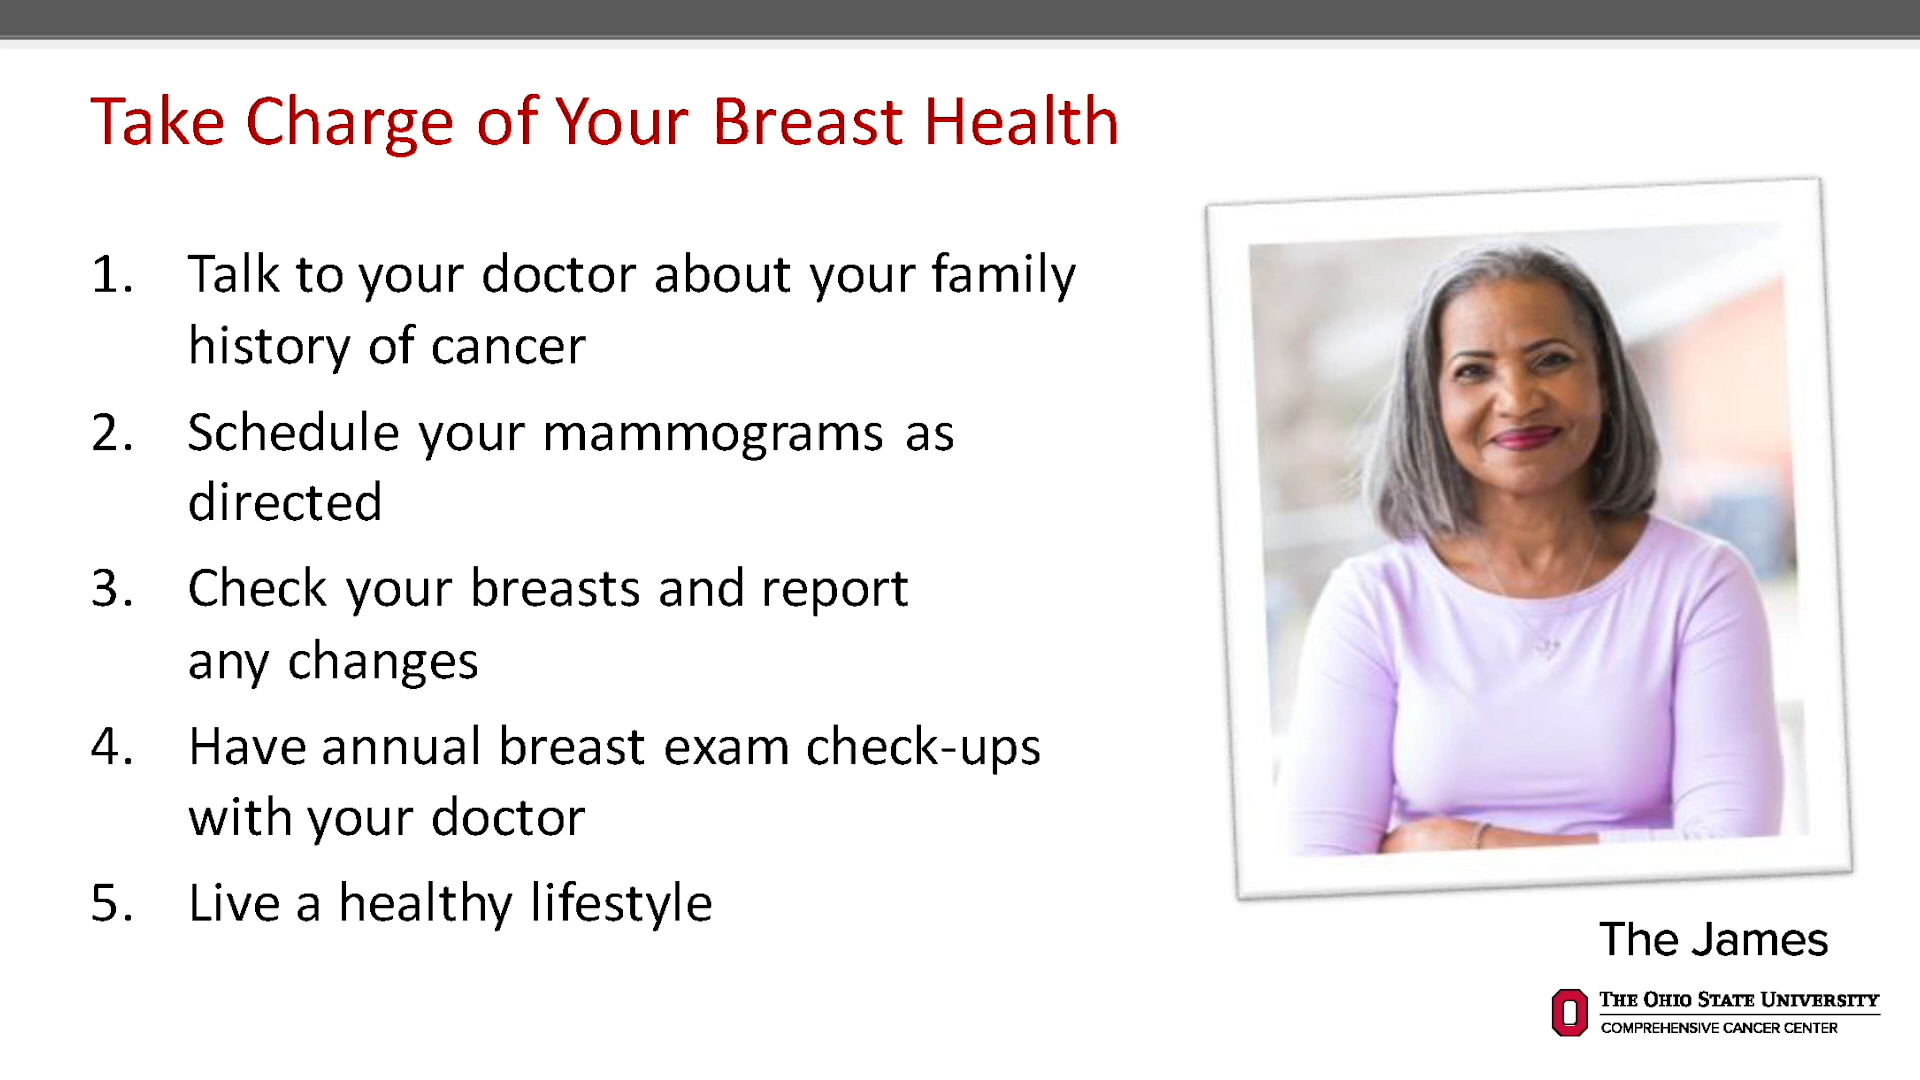 Take Charge of Your Breast Health
1. Talk to your doctor about your family
history of cancer
2. Schedule your mammograms as
directed
3. Check your breasts and report
any changes
4. Have annual breast exam check-ups
with your doctor
5. Live a healthy lifestyle
The James
THE OHIO STATE UNIVERSITY
COMPREHENSIVE CANCER CENTER